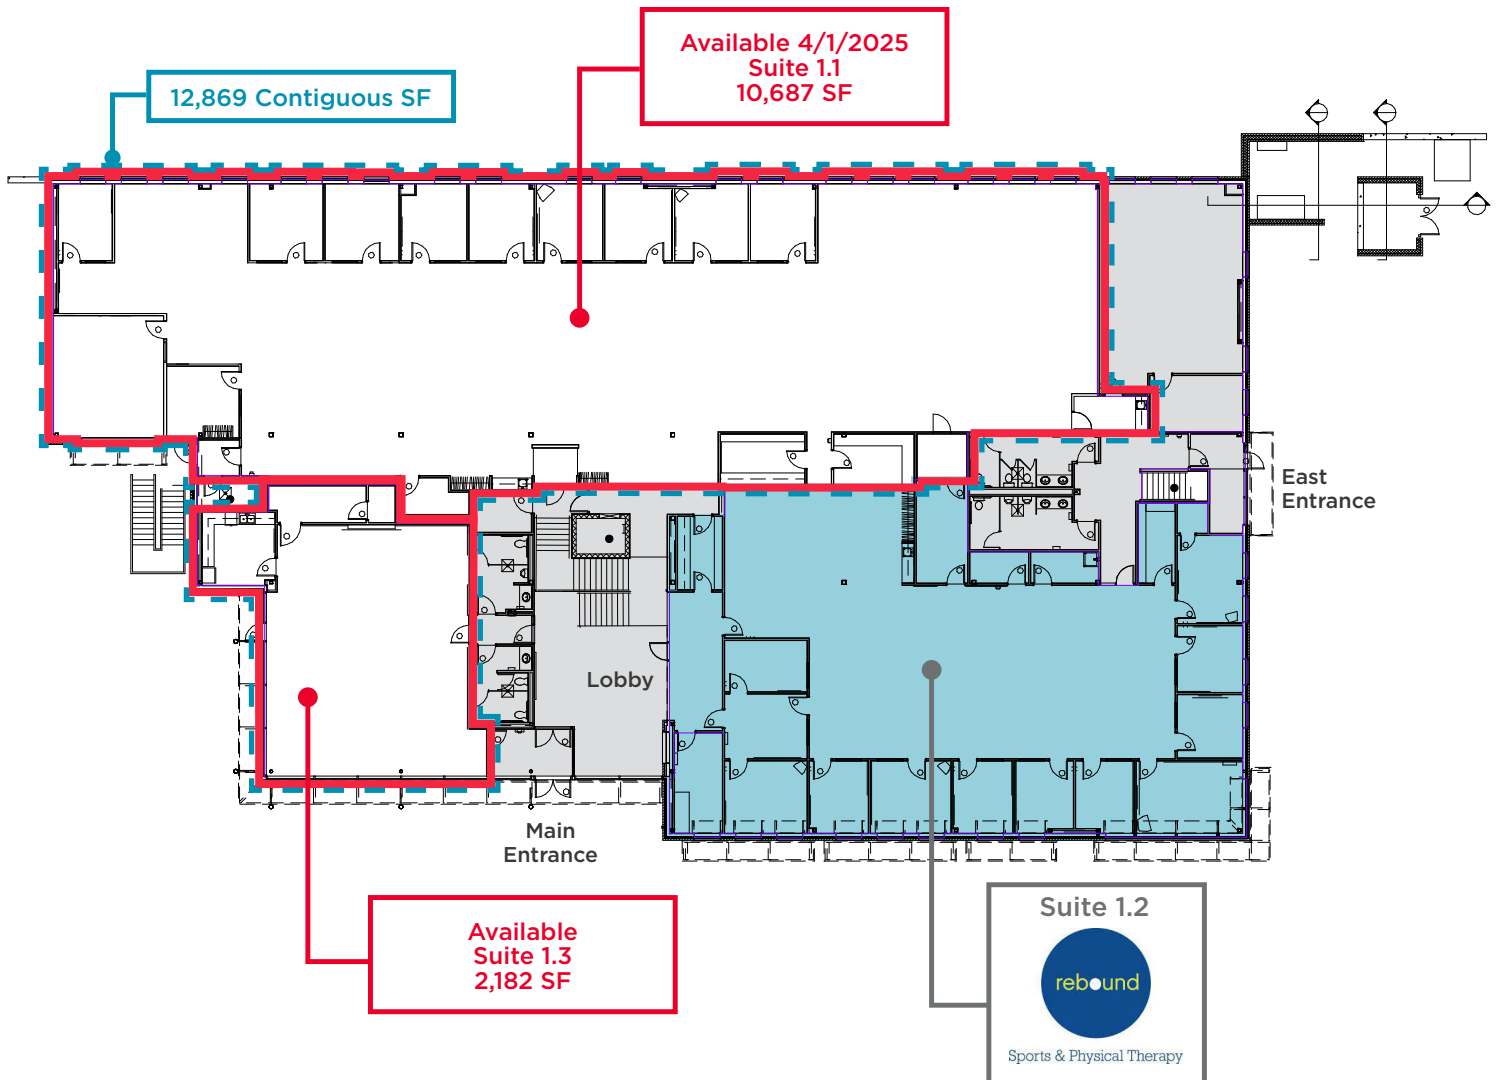 Available 4/1/2025
Suite 1.1
10,687 SF
12,869 Contiguous SF
East
Entrance
Lobby
Main
Entrance
Available
Suite 1.3
2,182 SF
Suite 1.2
rebound
Sports & Physical Therapy